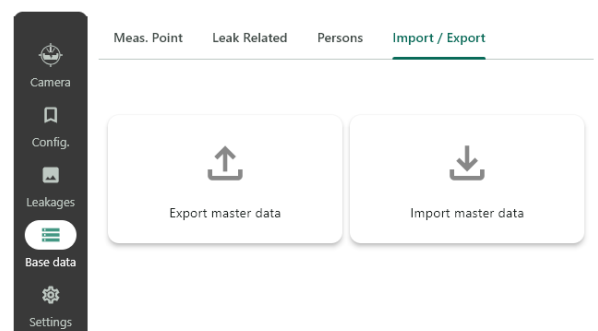 Meas. Point
Leak Related
Persons
Import / Export
Camera
Config.
Leakages
Base data
Settings
Export master data
Import master data